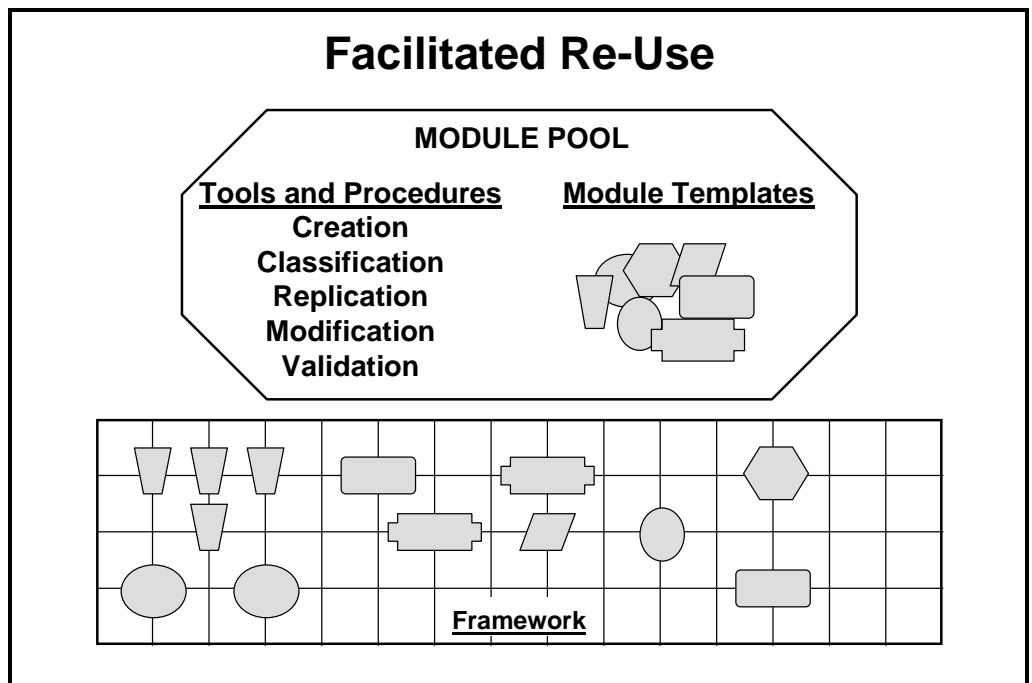 Facilitated Re-Use
MODULE POOL
Tools and Procedures
Creation
Classification
Replication
Modification
Validation
Module Templates
Framework